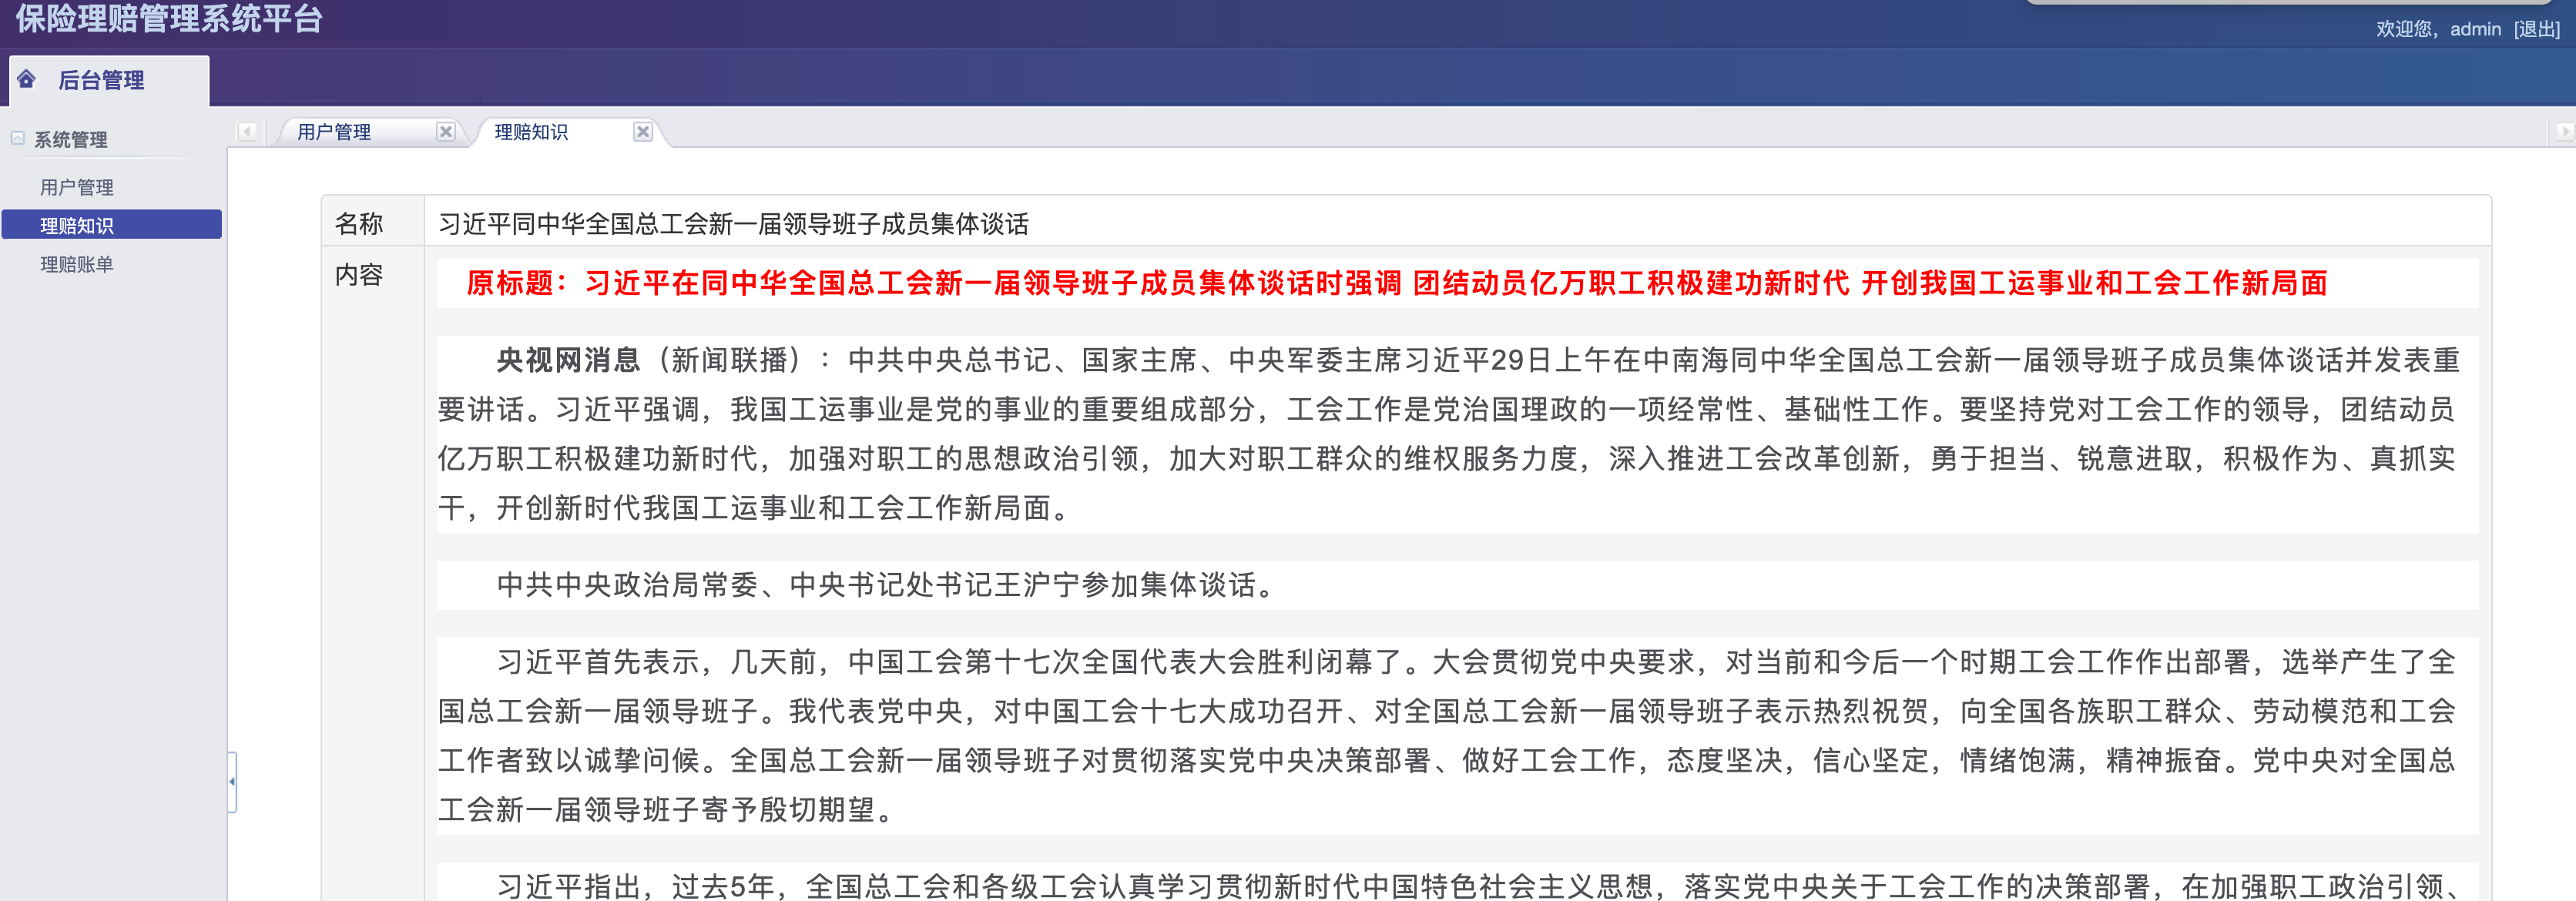 保险理赔管理系统平台
欢迎您，admin [退出]
后台管理
系统管理
用户管理
理赔知识
理赔账单
用户管理
理赔知识
名称
习近平同中华全国总工会新一届领导班子成员集体谈话
内容
原标题：习近平在同中华全国总工会新一届领导班子成员集体谈话时强调 团结动员亿万职工积极建功新时代 开创我国工运事业和工会工作新局面
央视网消息（新闻联播）：中共中央总书记、国家主席、中央军委主席习近平29日上午在中南海同中华全国总工会新一届领导班子成员集体谈话并发表重
要讲话。习近平强调，我国工运事业是党的事业的重要组成部分，工会工作是党治国理政的一项经常性、基础性工作。要坚持党对工会工作的领导，团结动员
亿万职工积极建功新时代，加强对职工的思想政治引领，加大对职工群众的维权服务力度，深入推进工会改革创新，勇于担当、锐意进取，积极作为、真抓实
干，开创新时代我国工运事业和工会工作新局面。
中共中央政治局常委、中央书记处书记王沪宁参加集体谈话。
习近平首先表示，几天前，中国工会第十七次全国代表大会胜利闭幕了。大会贯彻党中央要求，对当前和今后一个时期工会工作作出部署，选举产生了全
国总工会新一届领导班子。我代表党中央，对中国工会十七大成功召开、对全国总工会新一届领导班子表示热烈祝贺，向全国各族职工群众、劳动模范和工会
工作者致以诚挚问候。全国总工会新一届领导班子对贯彻落实党中央决策部署、做好工会工作，态度坚决，信心坚定，情绪饱满，精神振奋。党中央对全国总
工会新一届领导班子寄予殷切期望。
习近平指出，过去5年，全国总工会和各级工会认真学习贯彻新时代中国特色社会主义思想，落实党中央关于工会工作的决策部署，在加强职工政治引领、